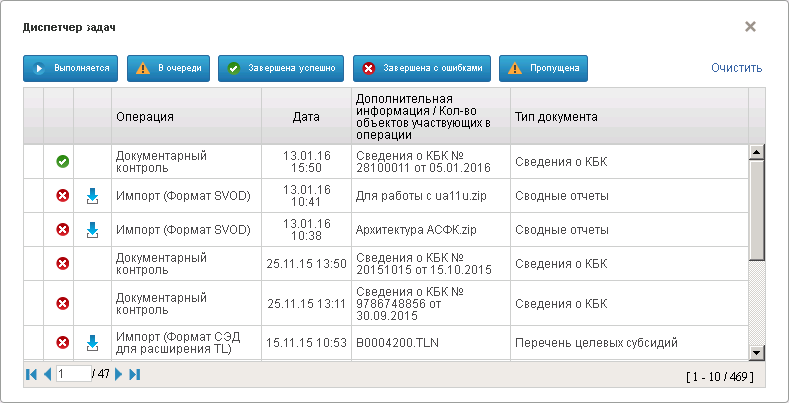 Диспетчер задач
Выполняется
В очереди
Завершена успешно
Завершена с ошибками
Пропущена
Очистить
Операция
Дата
Дополнительная
информация / Кол-во
объектов участвующих в
операции
Тип документа
Документарный
контроль
13.01.16
15:50
Сведения о КБК №
28100011 от 05.01.2016
Сведения о КБК
Импорт (Формат SVOD)
13.01.16
10:41
Для работы с ua11u.zip
Сводные отчеты
Импорт (Формат SVOD)
13.01.16
10:38
Архитектура АСФК.zip
Сводные отчеты
Документарный
контроль
25.11.15 13:50
Сведения о КБК №
20151015 от 15.10.2015
Сведения о КБК
Документарный
контроль
25.11.15 13:11
Сведения о КБК №
9786748856 от
30.09.2015
Сведения о КБК
Импорт (Формат СЭД
для расширения TL)
15.11.15 10:53
B0004200.TLN
Перечень целевых субсидий
1 / 47
[ 1 - 10 / 469 ]